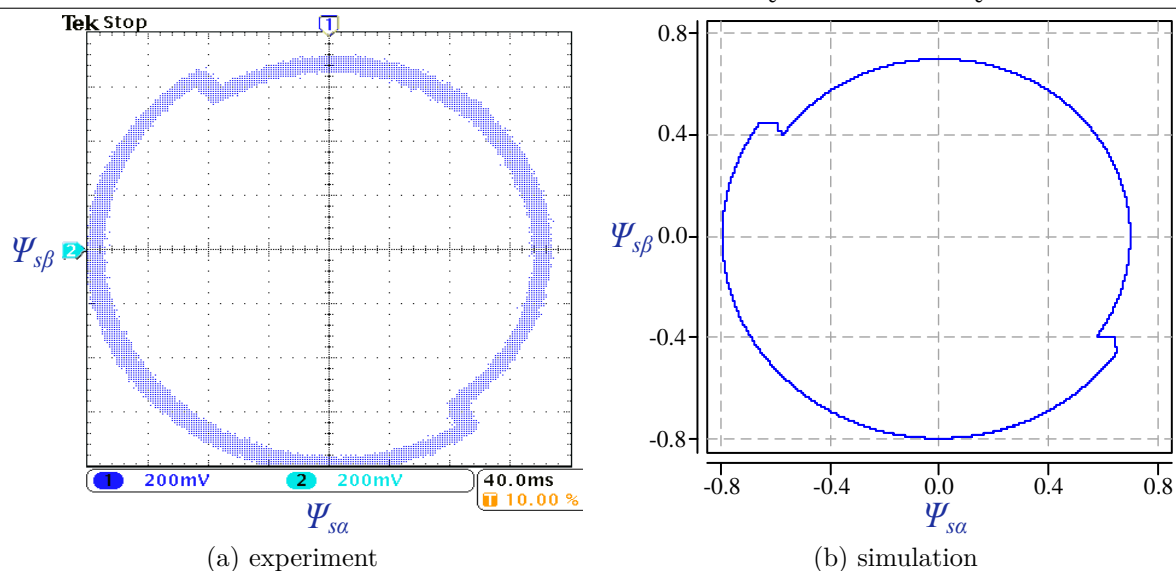 Tek Stop
1
2
Ψsβ
1 200mV 2 200mV 40.0ms
T 10.00 %
Ψsα
(a) experiment
0.8
0.4
Ψsβ 0.0
-0.4
-0.8
-0.8 -0.4 0.0 0.4 0.8
Ψsα
(b) simulation